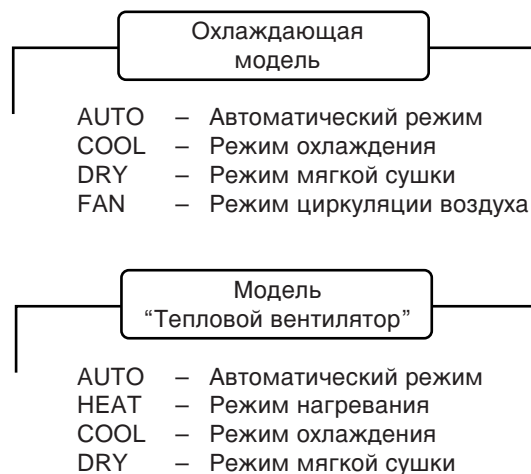 Охлаждающая
модель
AUTO – Автоматический режим
COOL – Режим охлаждения
DRY – Режим мягкой сушки
FAN – Режим циркуляции воздуха
Модель
“Тепловой вентилятор”
AUTO – Автоматический режим
HEAT – Режим нагревания
COOL – Режим охлаждения
DRY – Режим мягкой сушки